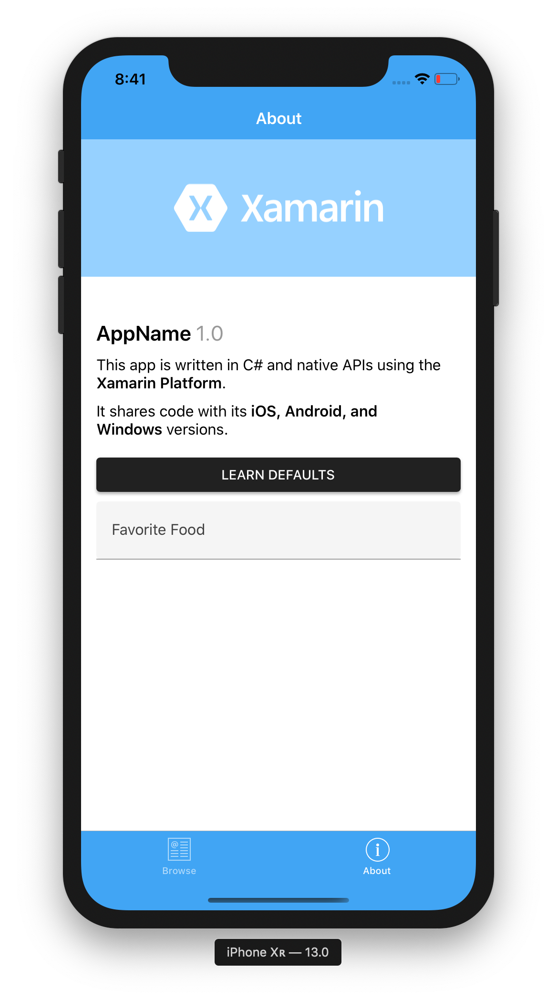 8:41
About
X Xamarin
AppName 1.0
This app is written in C# and native APIs using the
Xamarin Platform.
It shares code with its iOS, Android, and
Windows versions.
LEARN DEFAULTS
Favorite Food
@ i
Browse About
iPhone Xʀ — 13.0